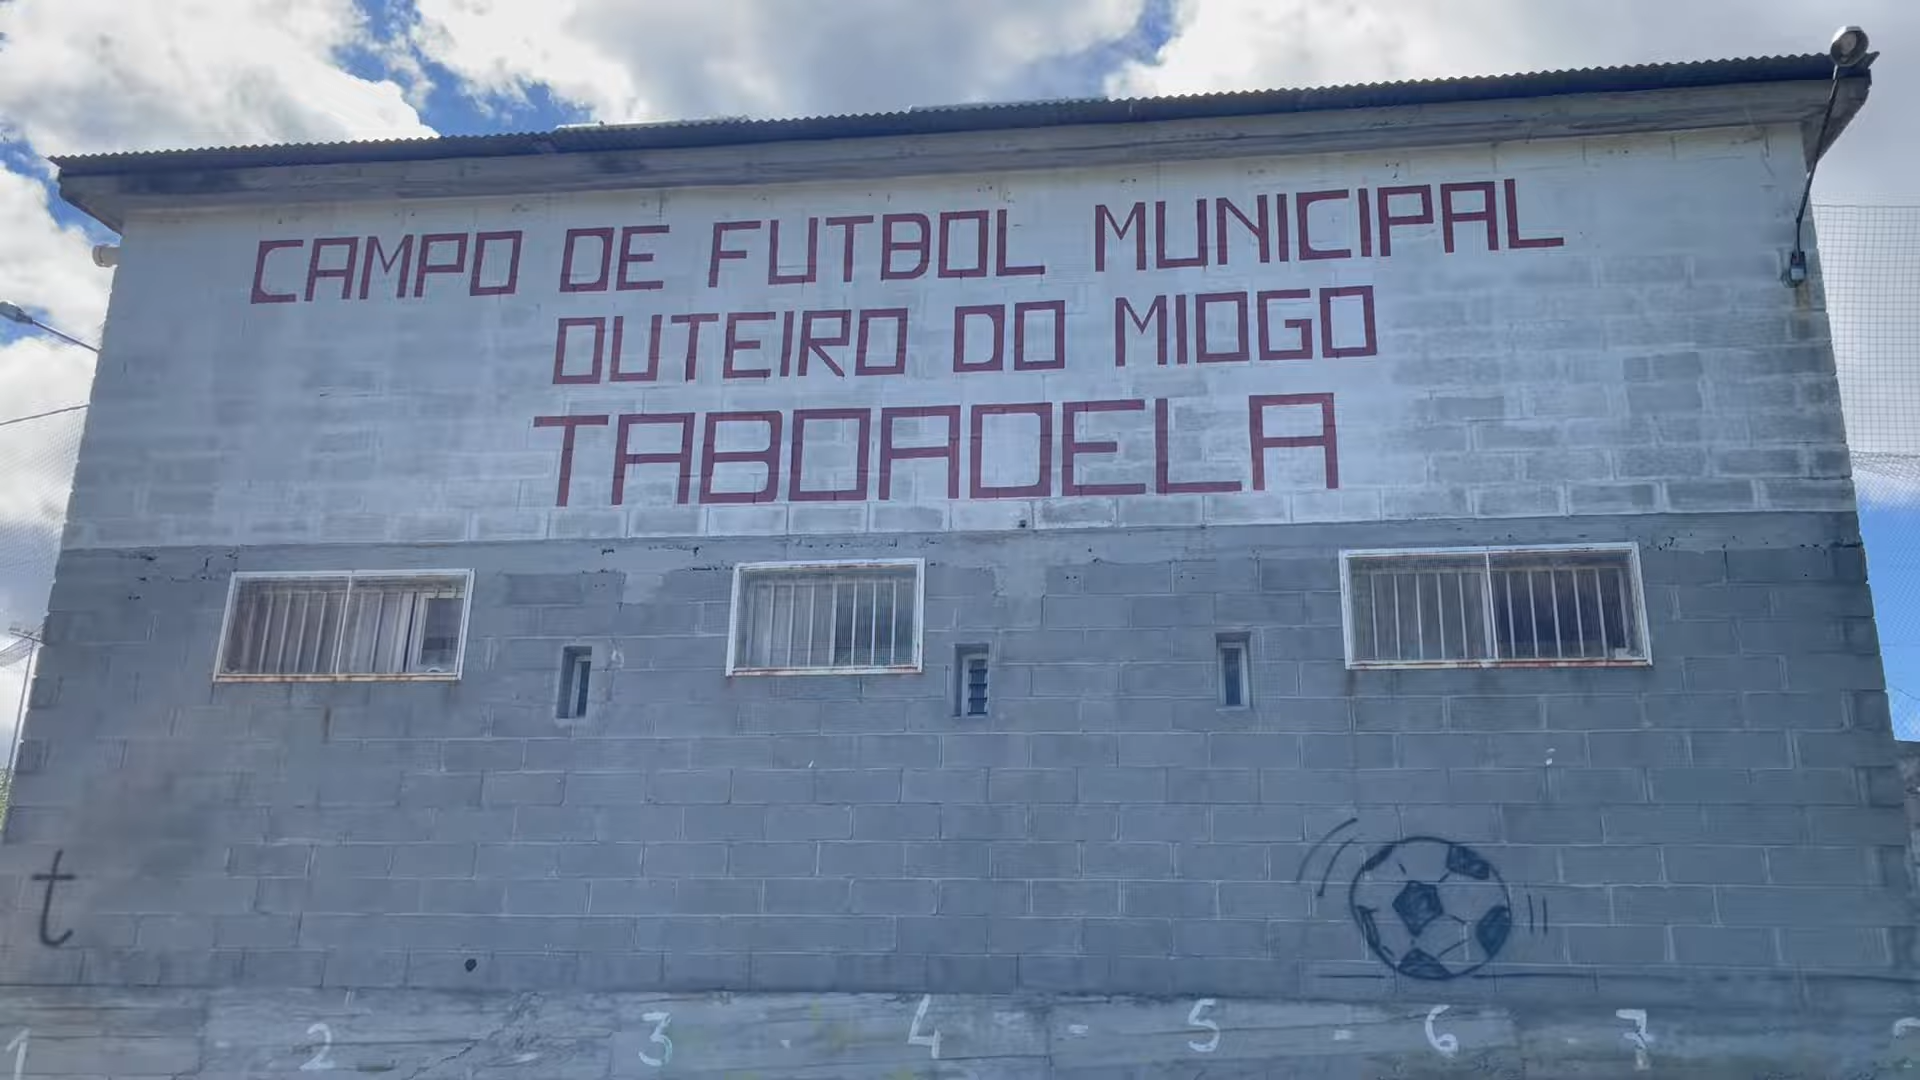 CAMPO DE FUTBOL MUNICIPAL
OUTEIRO DO MIOGO
TABOADELA
t
1 2 - 3 - 4 - 5 - 6 - 7